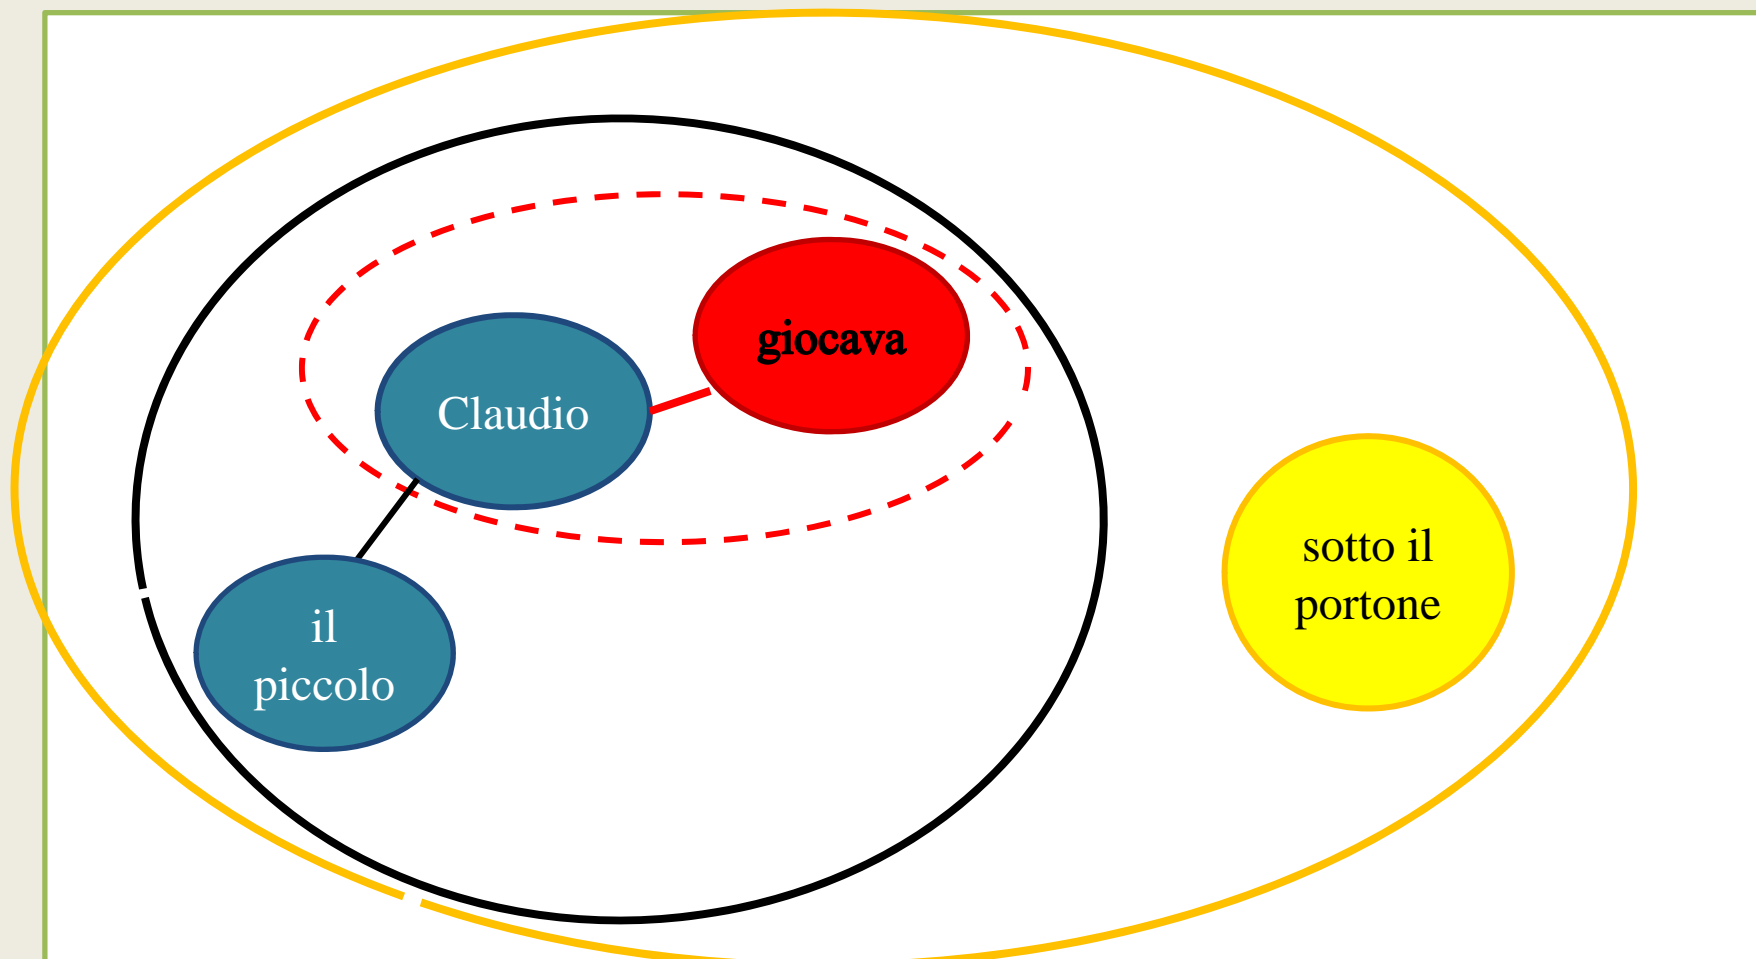 giocava
Claudio
sotto il
portone
il
piccolo